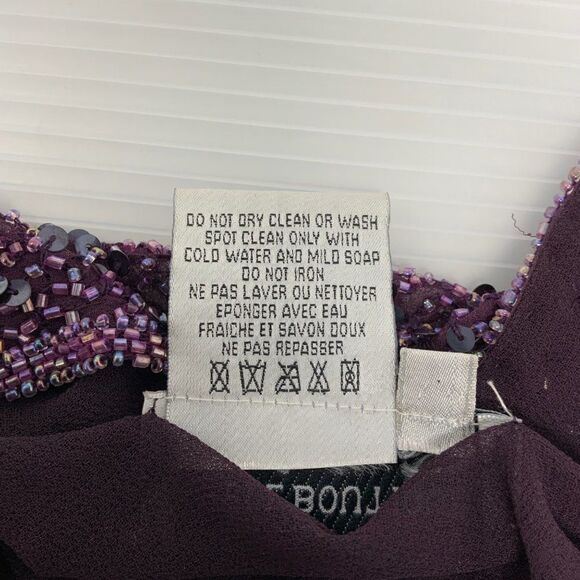 DO NOT DRY CLEAN OR WASH
SPOT CLEAN ONLY WITH
COLD WATER AND MILD SOAP
DO NOT IRON
NE PAS LAVER OU NETTOYER
EPONGER AVEC EAU
FRAÎCHE ET SAVON DOUX
NE PAS REPASSER